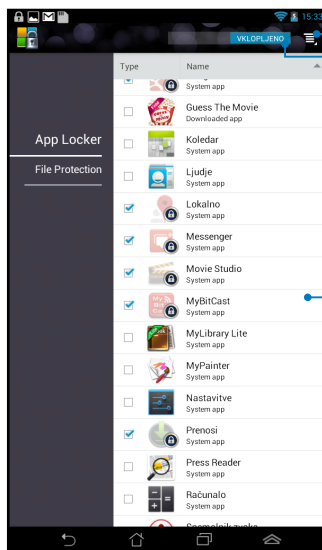 15:33
VKLOPLJENO
Type Name
System app
Guess The Movie
Downloaded app
App Locker
Koledar
System app
File Protection
Ljudje
System app
Lokalno
System app
Messenger
System app
Movie Studio
System app
MyBitCast
System app
MyLibrary Lite
System app
MyPainter
System app
Nastavitve
System app
Prenosi
System app
Press Reader
System app
Računalo
System app